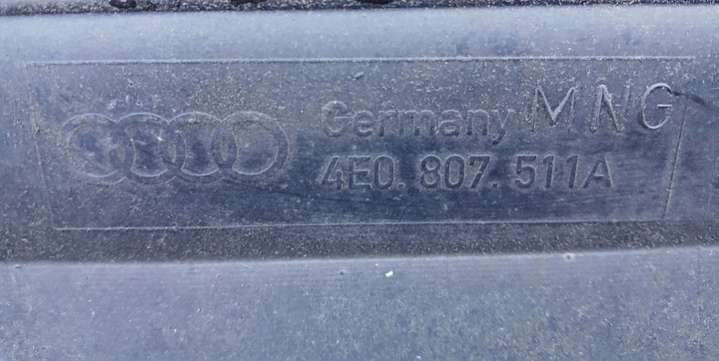 Germany MNG
4E0. 807. 511A